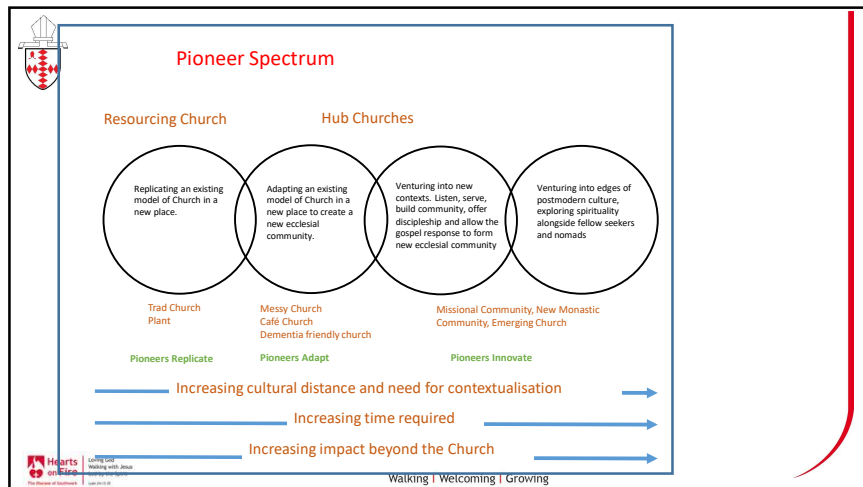 Pioneer Spectrum
Resourcing Church
Hub Churches
Replicating an existing
model of Church in a
new place.
Adapting an existing
model of Church in a
new place to create a
new ecclesial
community.
Venturing into new
contexts. Listen, serve,
build community, offer
discipleship and allow the
gospel response to form
new ecclesial community
Venturing into edges of
postmodern culture,
exploring spirituality
alongside fellow seekers
and nomads
Trad Church
Plant
Messy Church
Café Church
Dementia friendly church
Missional Community, New Monastic
Community, Emerging Church
Pioneers Replicate
Pioneers Adapt
Pioneers Innovate
Increasing cultural distance and need for contextualisation
Increasing time required
Increasing impact beyond the Church
Hearts
on Fire
The Diocese of Southwark
Loving God
Walking with Jesus
Walking | Welcoming | Growing